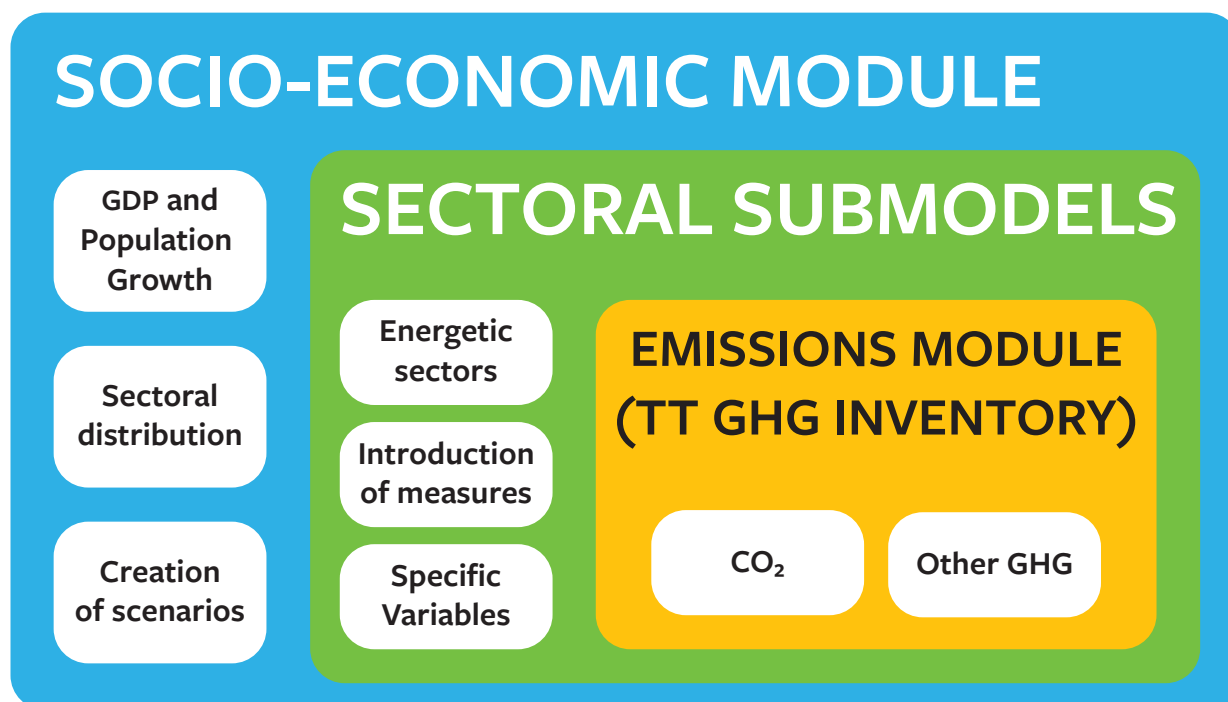 SOCIO-ECONOMIC MODULE
GDP and
Population
Growth
Sectoral
distribution
Creation
of scenarios
SECTORAL SUBMODELS
Energetic
sectors
Introduction
of measures
Specific
Variables
EMISSIONS MODULE
(TT GHG INVENTORY)
CO₂
Other GHG